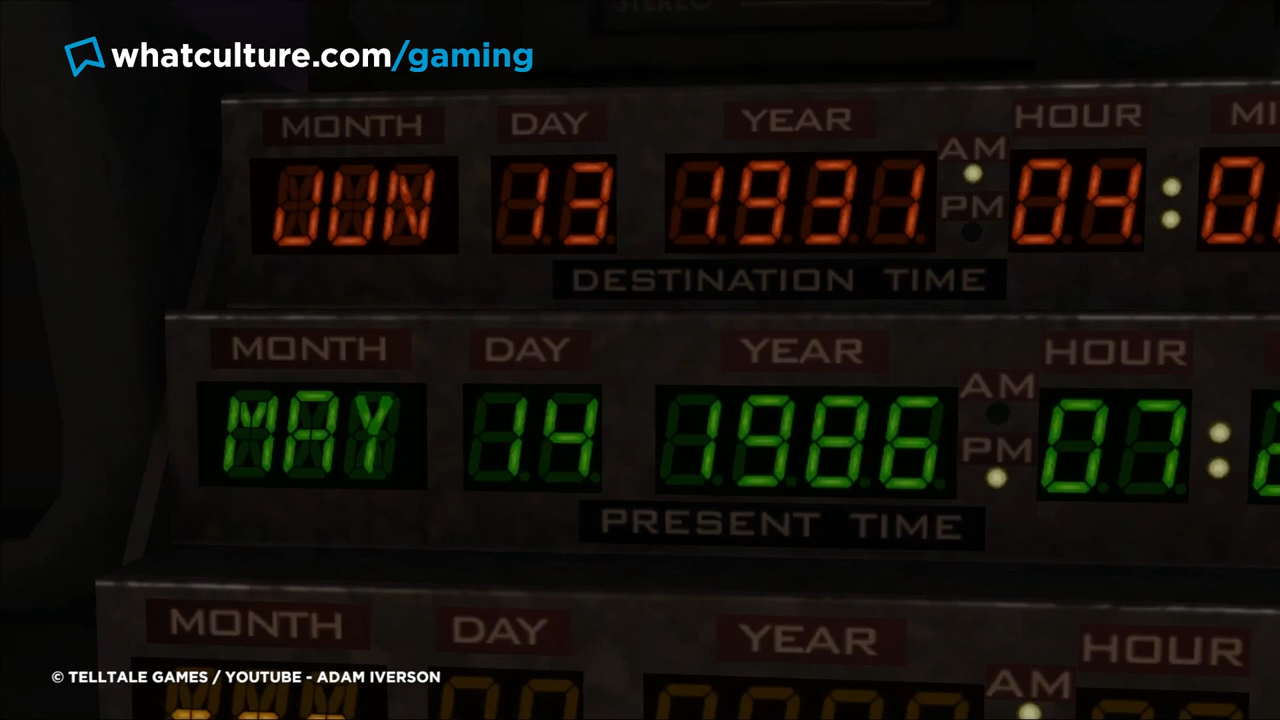 STEREO
whatculture.com/gaming
MONTH DAY YEAR AM PM HOUR
JUN 13 1931 04 :
DESTINATION TIME
MONTH DAY YEAR AM PM HOUR
MAY 14 1986 07 :
PRESENT TIME
MONTH DAY YEAR AM HOUR
© TELLTALE GAMES / YOUTUBE - ADAM IVERSON